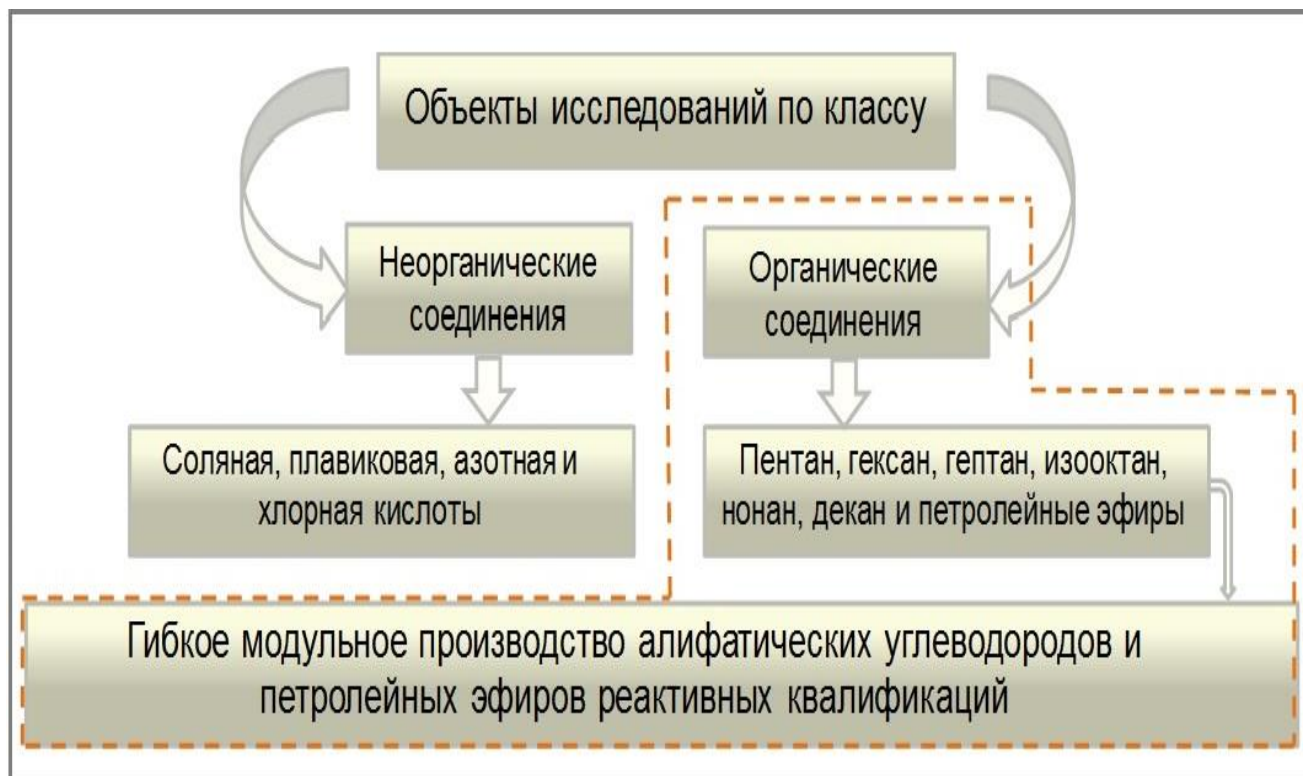 Объекты исследований по классу
Неорганические
соединения
Органические
соединения
Соляная, плавиковая, азотная и
хлорная кислоты
Пентан, гексан, гептан, изооктан,
нонан, декан и петролейные эфиры
Гибкое модульное производство алифатических углеводородов и
петролейных эфиров реактивных квалификаций